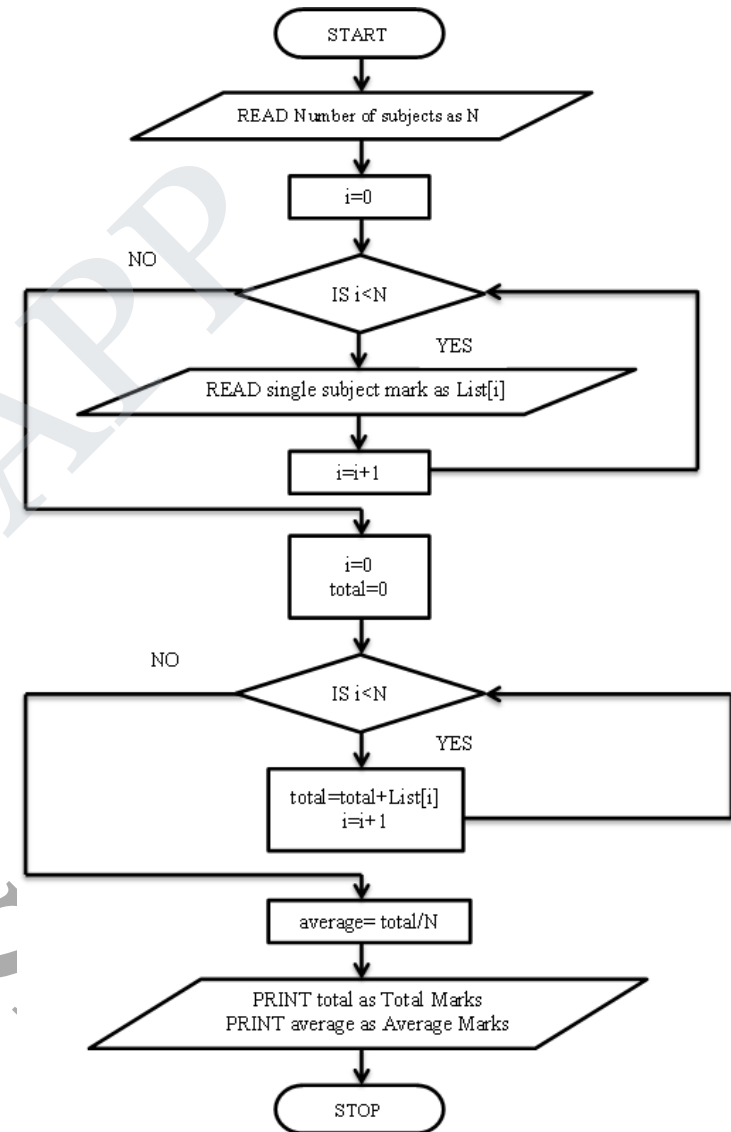 START
READ Number of subjects as N
i=0
NO
IS i<N
YES
READ single subject mark as List[i]
i=i+1
i=0
total=0
NO
IS i<N
YES
total=total+List[i]
i=i+1
average= total/N
PRINT total as Total Marks
PRINT average as Average Marks
STOP
APP